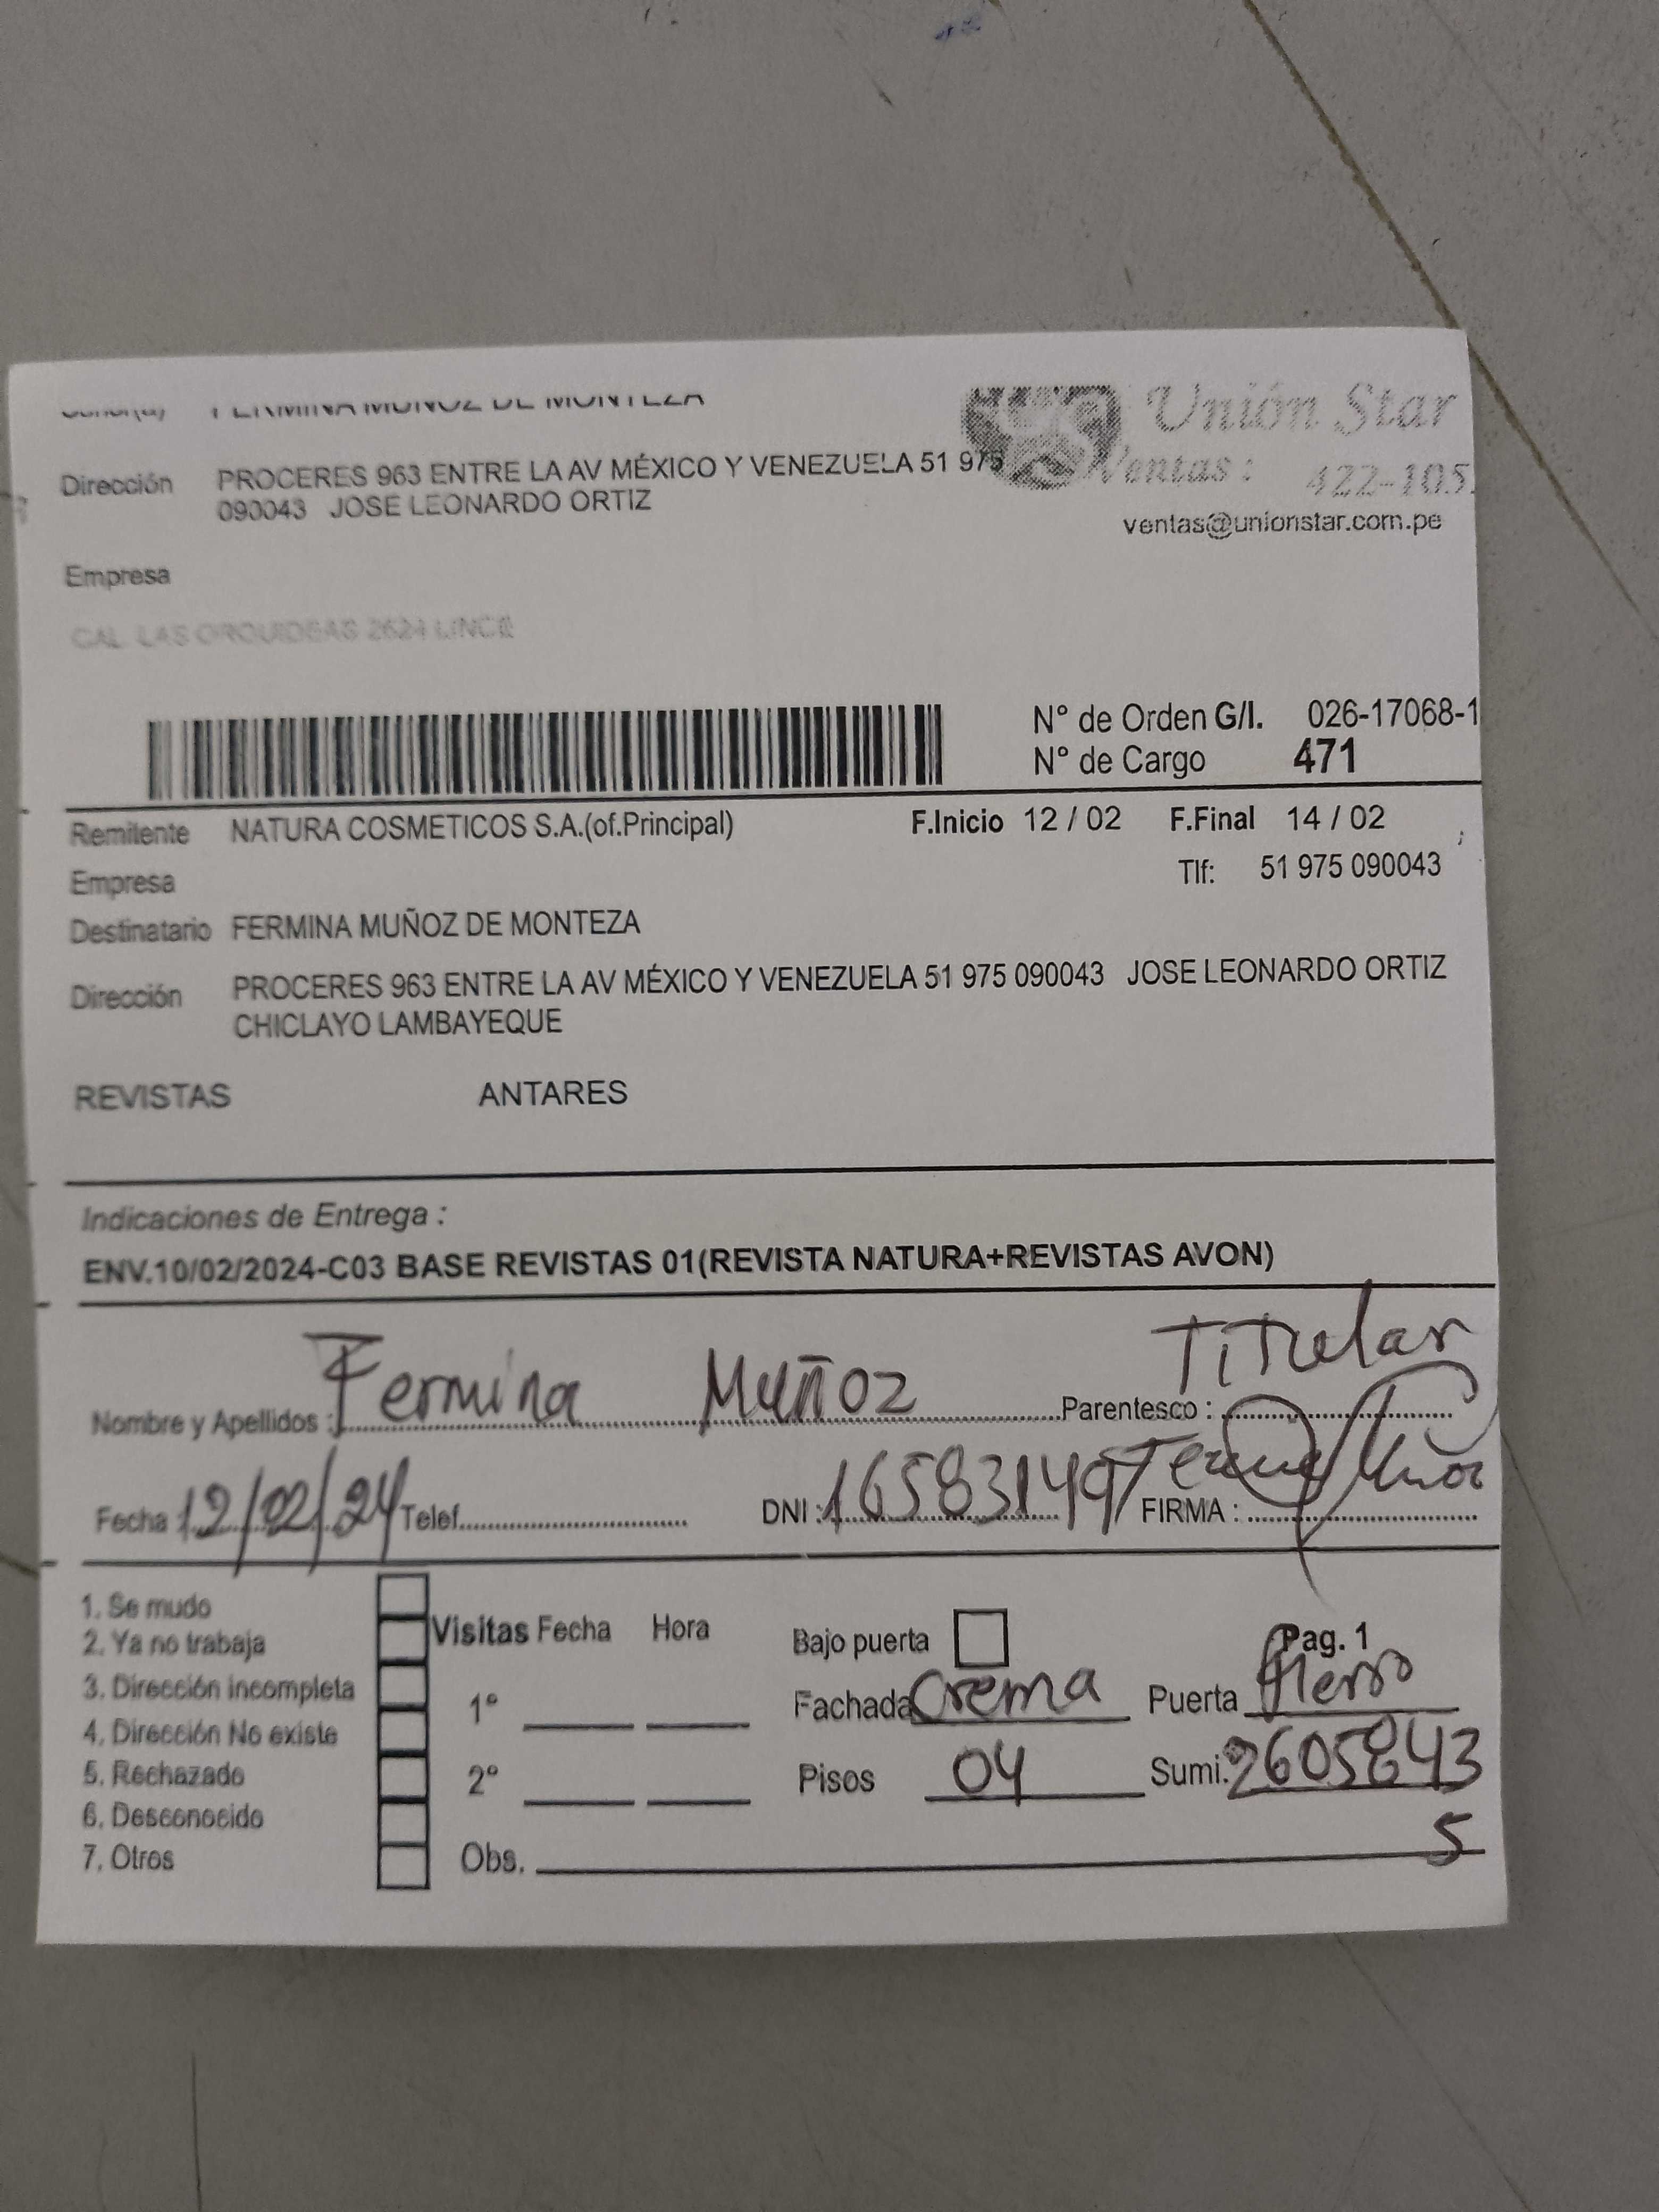 Señor(a) FERMINA MUÑOZ DE MONTEZA
Unión Star
Dirección PROCERES 963 ENTRE LA AV MÉXICO Y VENEZUELA 51 975
Ventas : 422-105
090043 JOSE LEONARDO ORTIZ
ventas@unionstar.com.pe
Empresa
CAL. LAS ORQUIDEAS 2624 LINCE
N° de Orden G/I. 026-17068-1
N° de Cargo 471
Remitente NATURA COSMETICOS S.A.(of.Principal) F.Inicio 12 / 02 F.Final 14 / 02
Empresa Tlf: 51 975 090043
Destinatario FERMINA MUÑOZ DE MONTEZA
Dirección PROCERES 963 ENTRE LA AV MÉXICO Y VENEZUELA 51 975 090043 JOSE LEONARDO ORTIZ
CHICLAYO LAMBAYEQUE
REVISTAS ANTARES
Indicaciones de Entrega :
ENV.10/02/2024-C03 BASE REVISTAS 01(REVISTA NATURA+REVISTAS AVON)
Nombre y Apellidos : Fermina Muñoz Parentesco : Titular
Fecha 12/02/24 Telef. DNI : 16583149 FIRMA :
1. Se mudo
2. Ya no trabaja
3. Dirección incompleta
4. Dirección No existe
5. Rechazado
6. Desconocido
7. Otros
Visitas Fecha Hora
1°
2°
Obs. 5
Bajo puerta Pag. 1
Fachada Crema Puerta fierro
Pisos 04 Sumi.